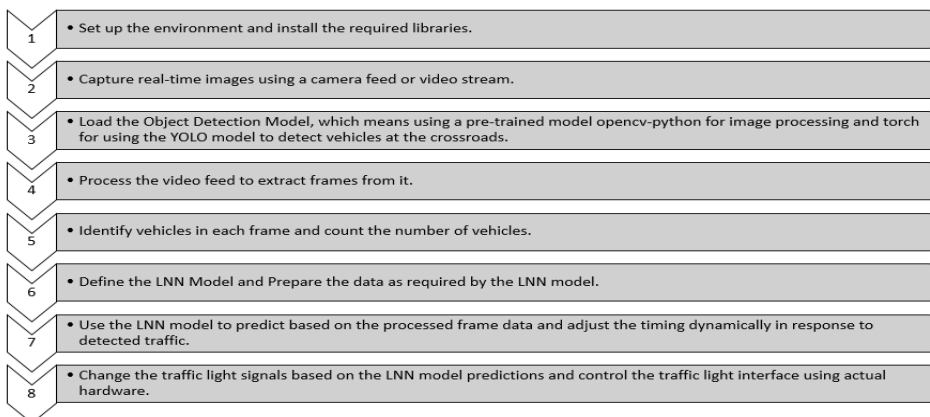 1
• Set up the environment and install the required libraries.
2
• Capture real-time images using a camera feed or video stream.
3
• Load the Object Detection Model, which means using a pre-trained model opencv-python for image processing and torch
for using the YOLO model to detect vehicles at the crossroads.
4
• Process the video feed to extract frames from it.
5
• Identify vehicles in each frame and count the number of vehicles.
6
• Define the LNN Model and Prepare the data as required by the LNN model.
7
• Use the LNN model to predict based on the processed frame data and adjust the timing dynamically in response to
detected traffic.
8
• Change the traffic light signals based on the LNN model predictions and control the traffic light interface using actual
hardware.